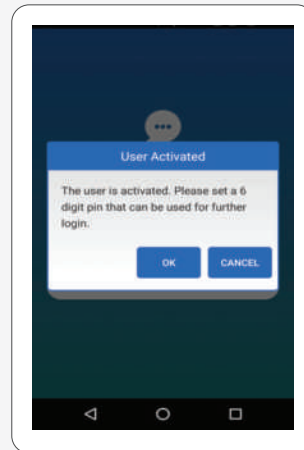 User Activated
The user is activated. Please set a 6
digit pin that can be used for further
login.
OK CANCEL